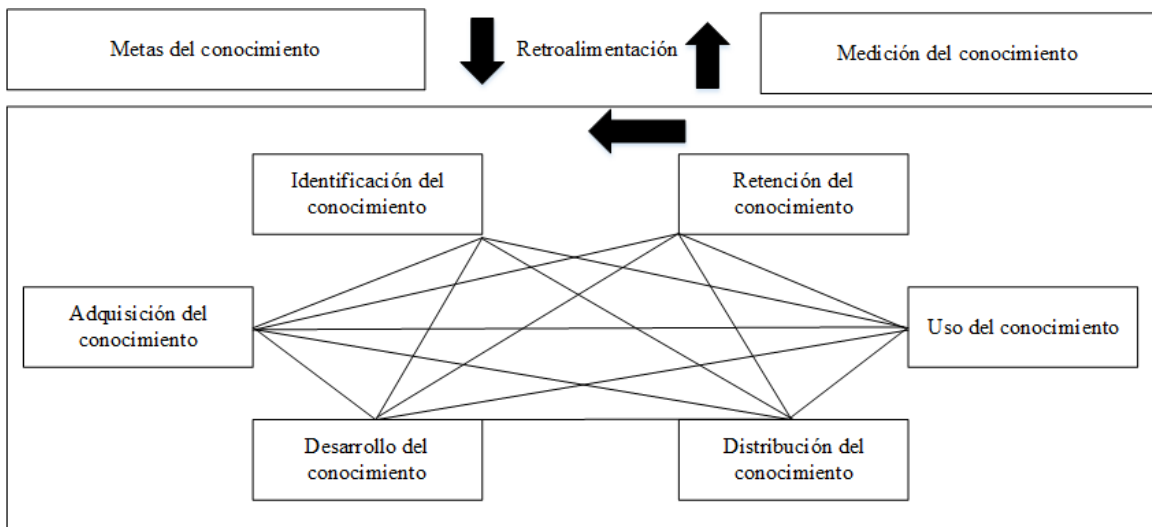 Metas del conocimiento
Retroalimentación
Medición del conocimiento
Identificación del
conocimiento
Retención del
conocimiento
Adquisición del
conocimiento
Uso del conocimiento
Desarrollo del
conocimiento
Distribución del
conocimiento